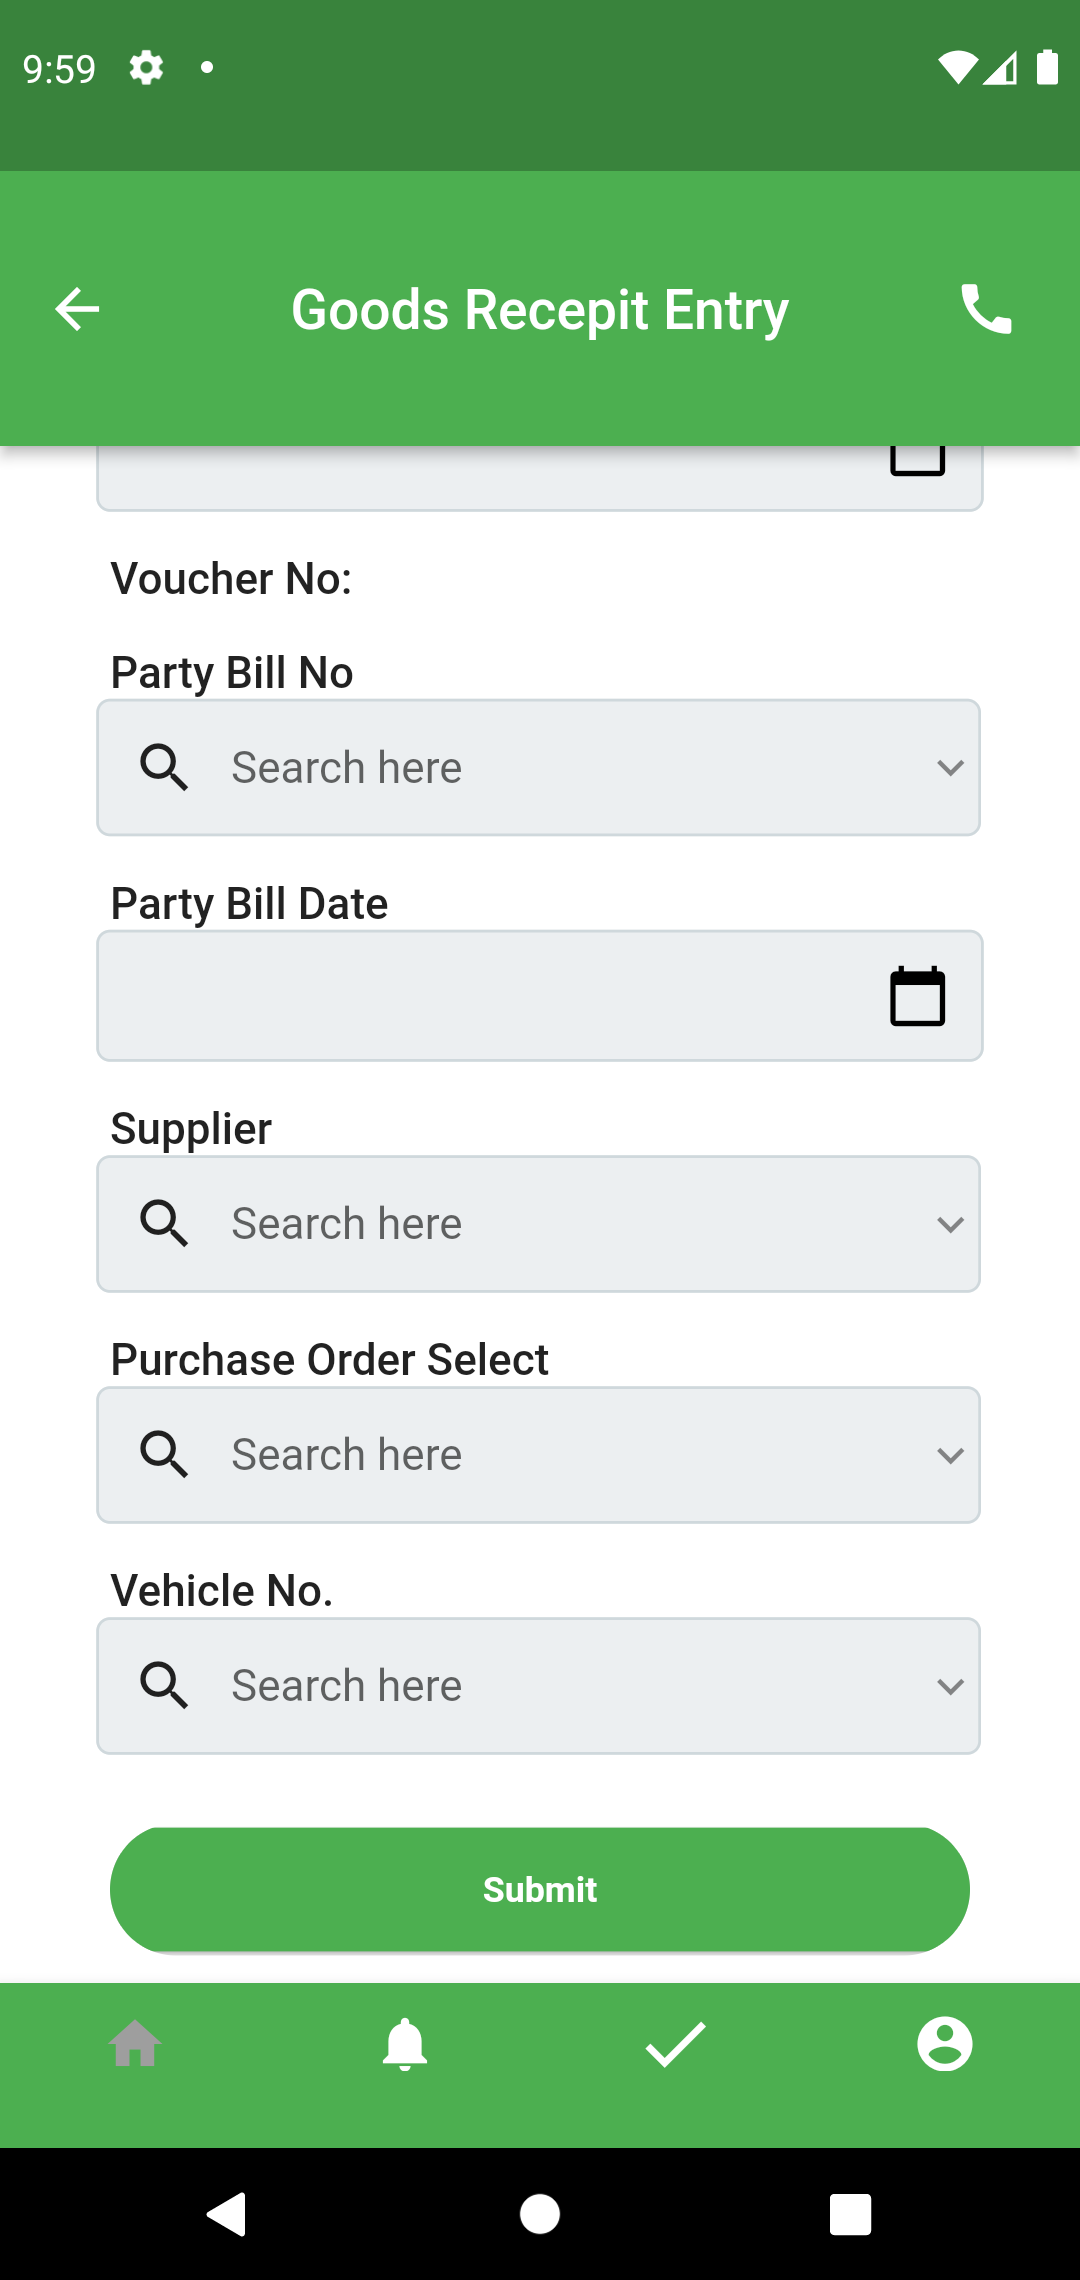 9:59
Goods Recepit Entry
Voucher No:
Party Bill No
Search here
Party Bill Date
Supplier
Search here
Purchase Order Select
Search here
Vehicle No.
Search here
Submit